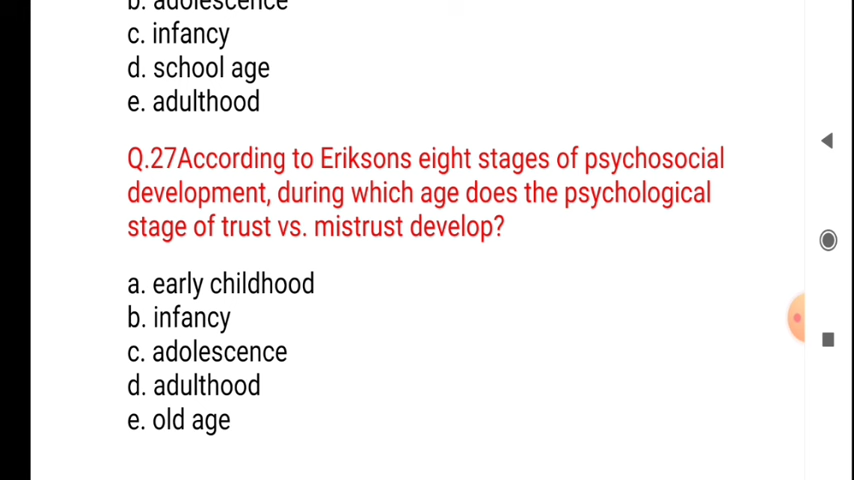 b. adolescence
c. infancy
d. school age
e. adulthood
Q.27According to Eriksons eight stages of psychosocial
development, during which age does the psychological
stage of trust vs. mistrust develop?
a. early childhood
b. infancy
c. adolescence
d. adulthood
e. old age